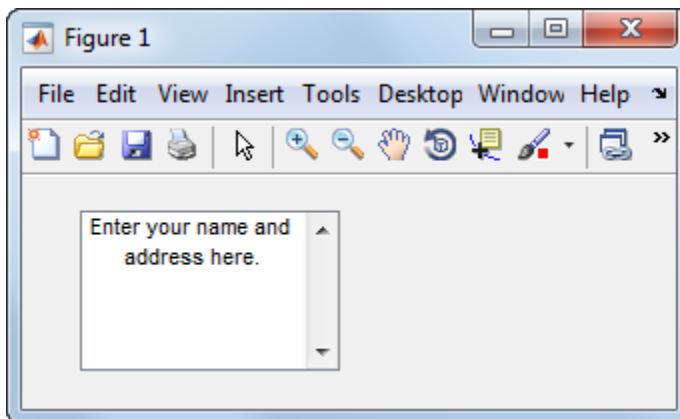 Figure 1
File Edit View Insert Tools Desktop Window Help
Enter your name and
address here.